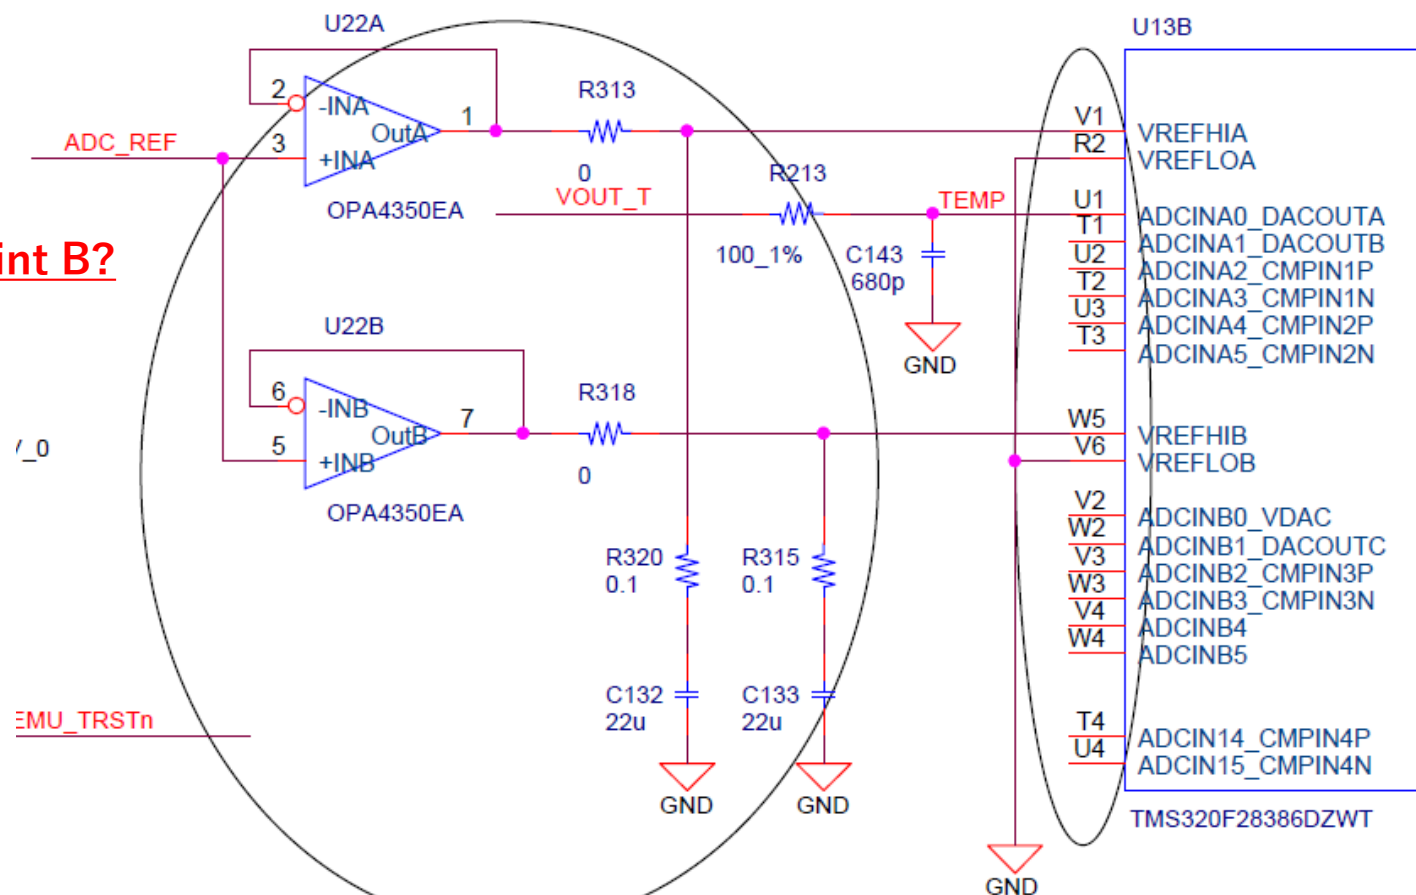 U22A
U13B
2
-INA
R313
1
OutA
V1
VREFHIA
ADC_REF
3
+INA
0
R2
VREFLOA
R213
OPA4350EA
VOUT_T
TEMP
U1
ADCINA0_DACOUTA
T1
ADCINA1_DACOUTB
int B?
100_1%
C143
680p
U2
ADCINA2_CMPIN1P
T2
ADCINA3_CMPIN1N
U3
ADCINA4_CMPIN2P
T3
ADCINA5_CMPIN2N
U22B
GND
6
-INB
R318
7
OutB
W5
VREFHIB
/_0
5
+INB
0
V6
VREFLOB
OPA4350EA
V2
ADCINB0_VDAC
W2
ADCINB1_DACOUTC
R320
0.1
R315
0.1
V3
ADCINB2_CMPIN3P
W3
ADCINB3_CMPIN3N
V4
ADCINB4
W4
ADCINB5
C132
22u
C133
22u
EMU_TRSTn
T4
ADCIN14_CMPIN4P
U4
ADCIN15_CMPIN4N
GND
GND
TMS320F28386DZWT
GND